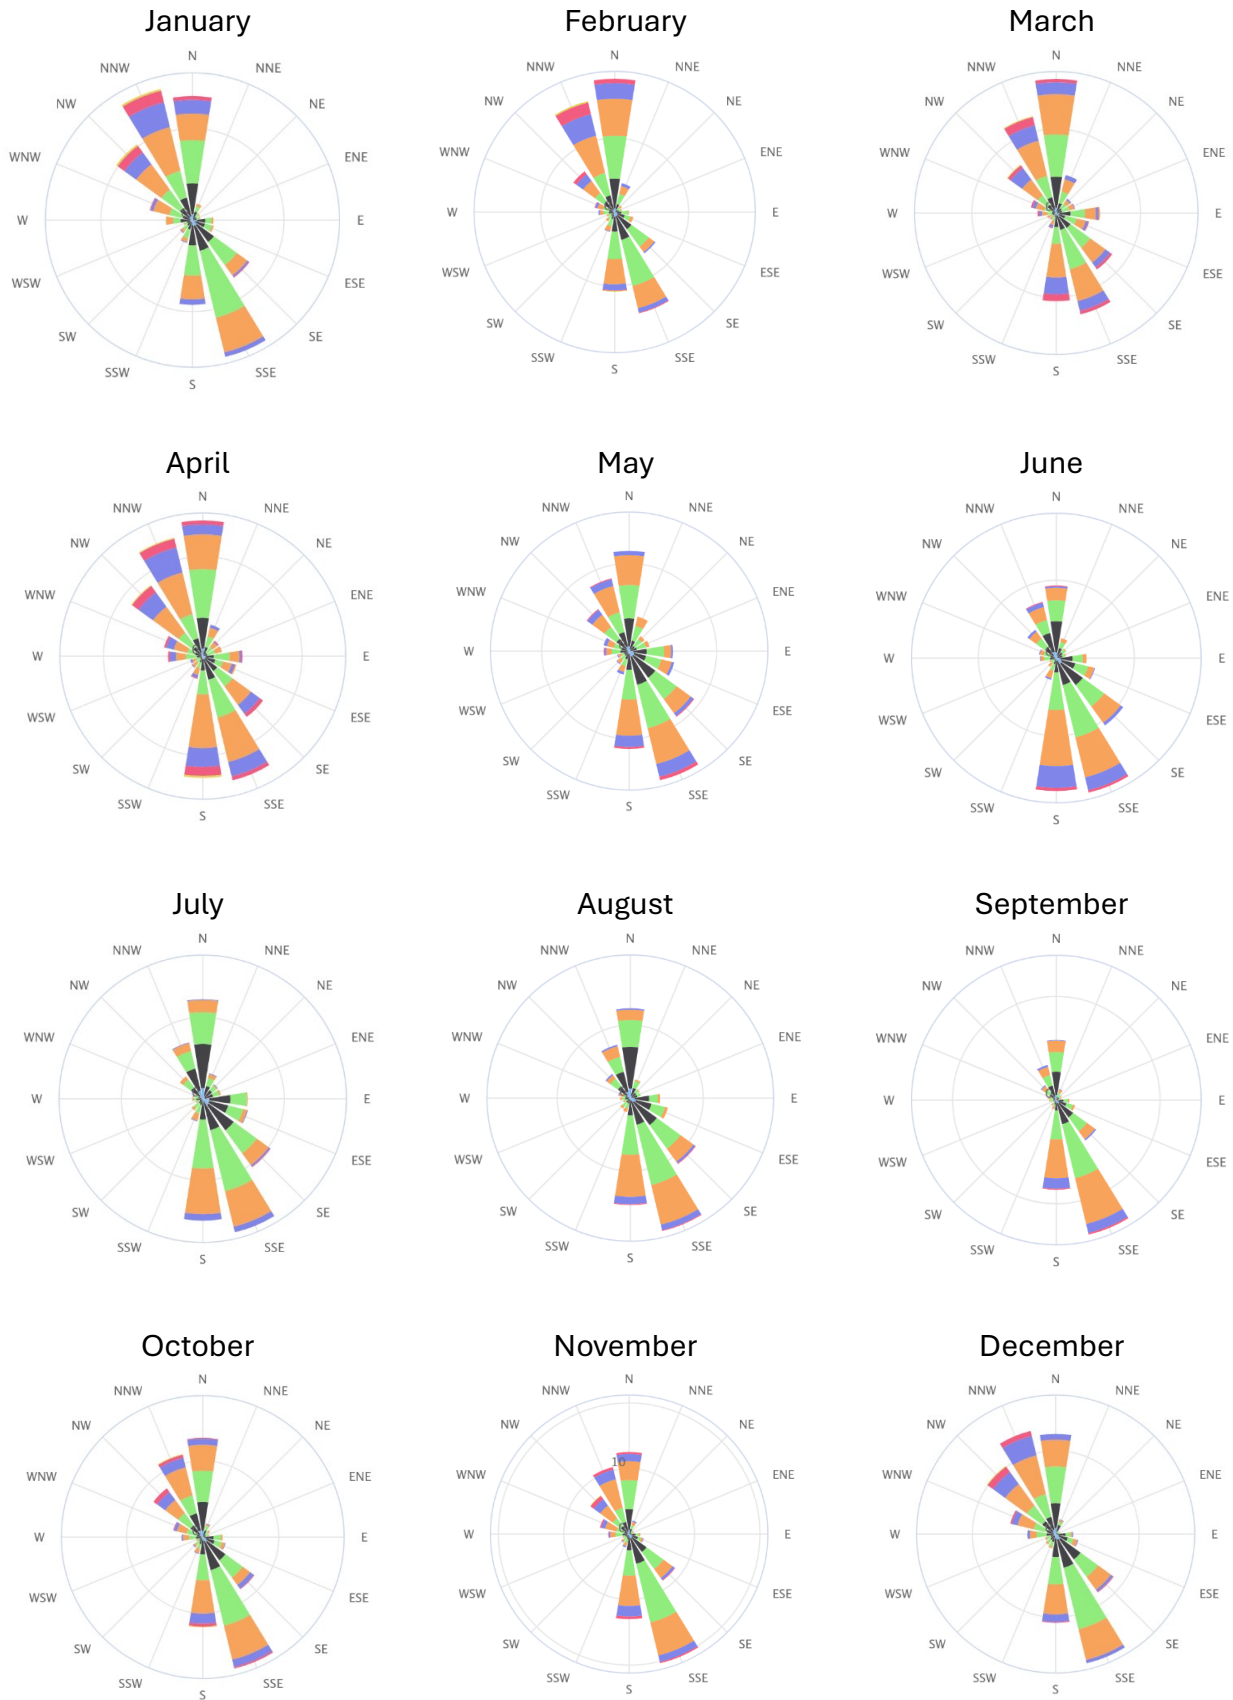 January
February
March
N
NNE
NE
ENE
E
ESE
SE
SSE
S
SSW
SW
WSW
W
WNW
NW
NNW
N
NNE
NE
ENE
E
ESE
SE
SSE
S
SSW
SW
WSW
W
WNW
NW
NNW
N
NNE
NE
ENE
E
ESE
SE
SSE
S
SSW
SW
WSW
W
WNW
NW
NNW
April
May
June
N
NNE
NE
ENE
E
ESE
SE
SSE
S
SSW
SW
WSW
W
WNW
NW
NNW
N
NNE
NE
ENE
E
ESE
SE
SSE
S
SSW
SW
WSW
W
WNW
NW
NNW
N
NNE
NE
ENE
E
ESE
SE
SSE
S
SSW
SW
WSW
W
WNW
NW
NNW
July
August
September
N
NNE
NE
ENE
E
ESE
SE
SSE
S
SSW
SW
WSW
W
WNW
NW
NNW
N
NNE
NE
ENE
E
ESE
SE
SSE
S
SSW
SW
WSW
W
WNW
NW
NNW
N
NNE
NE
ENE
E
ESE
SE
SSE
S
SSW
SW
WSW
W
WNW
NW
NNW
October
November
December
N
NNE
NE
ENE
E
ESE
SE
SSE
S
SSW
SW
WSW
W
WNW
NW
NNW
N
NNE
NE
ENE
E
ESE
SE
SSE
S
SSW
SW
WSW
W
WNW
NW
NNW
10
N
NNE
NE
ENE
E
ESE
SE
SSE
S
SSW
SW
WSW
W
WNW
NW
NNW